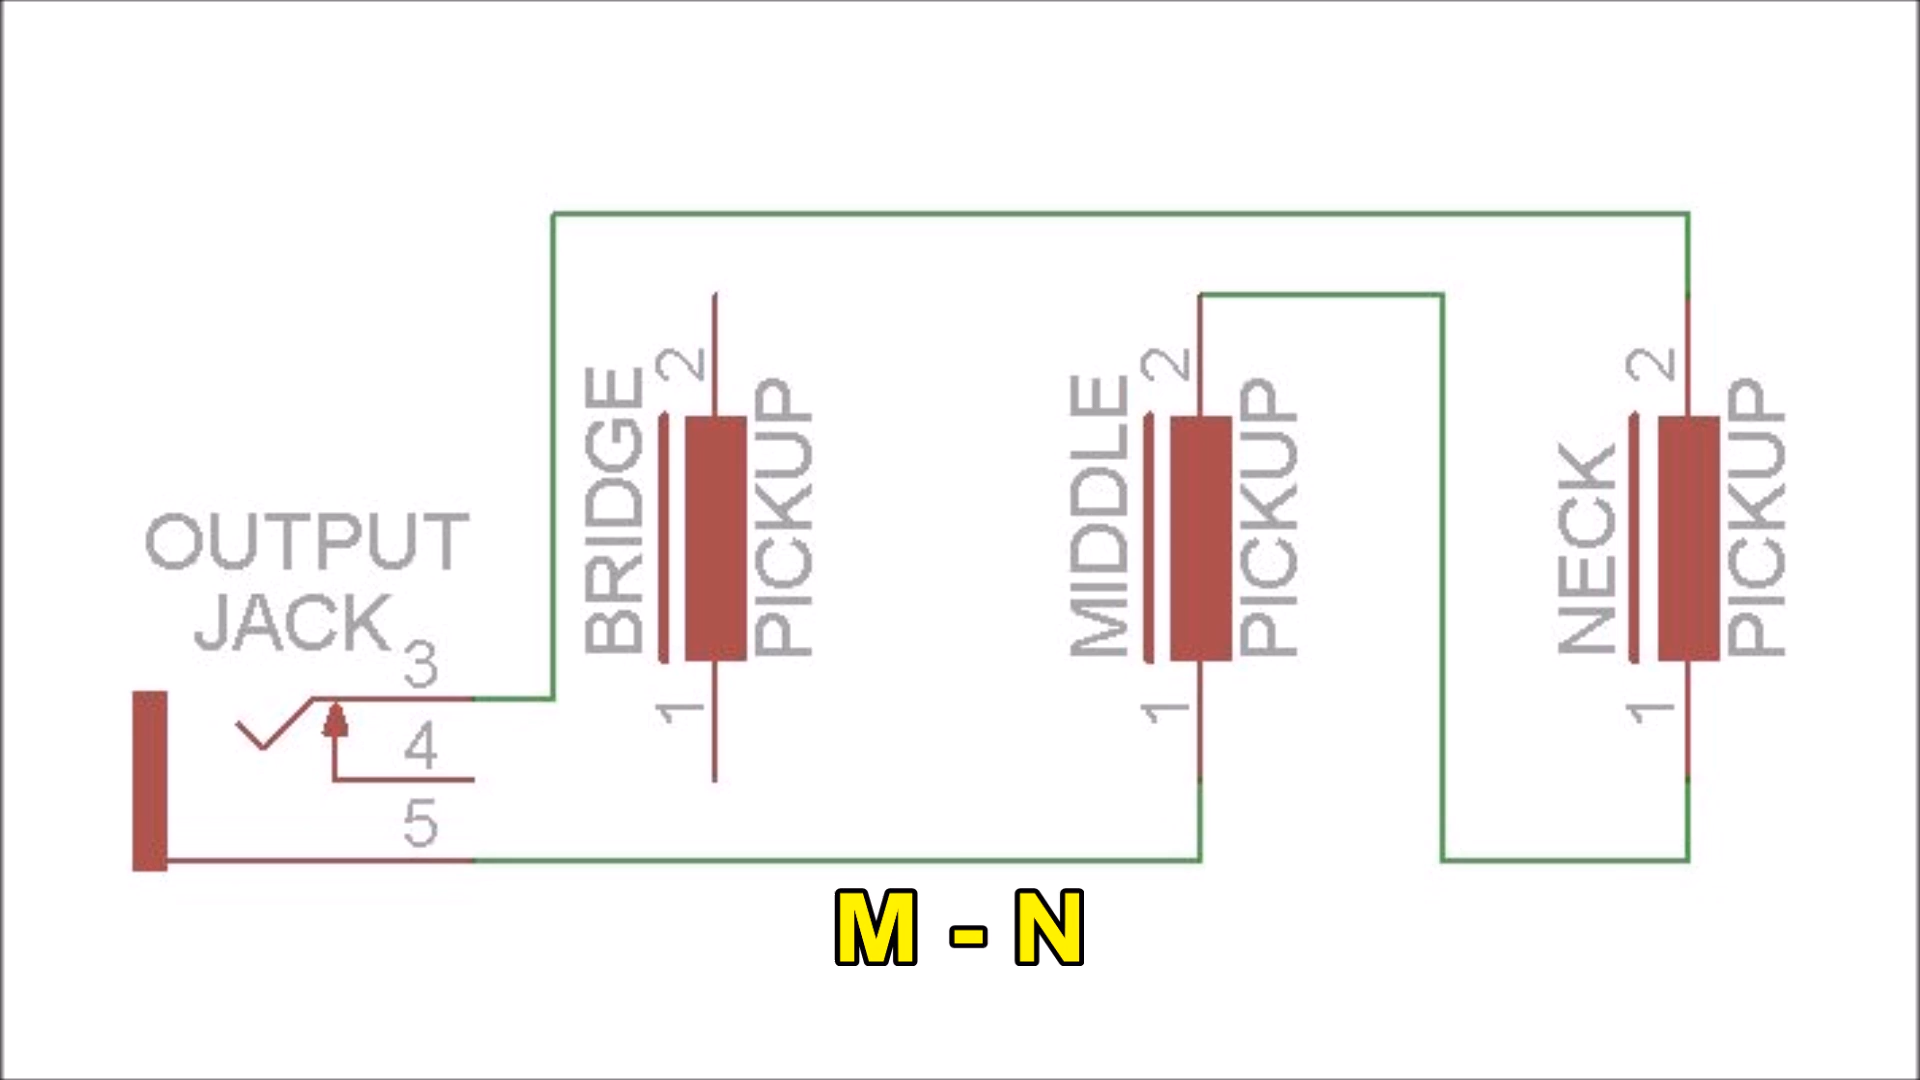 OUTPUT
JACK
3
4
5
BRIDGE
2
1
PICKUP
MIDDLE
2
1
PICKUP
NECK
2
1
PICKUP
M - N